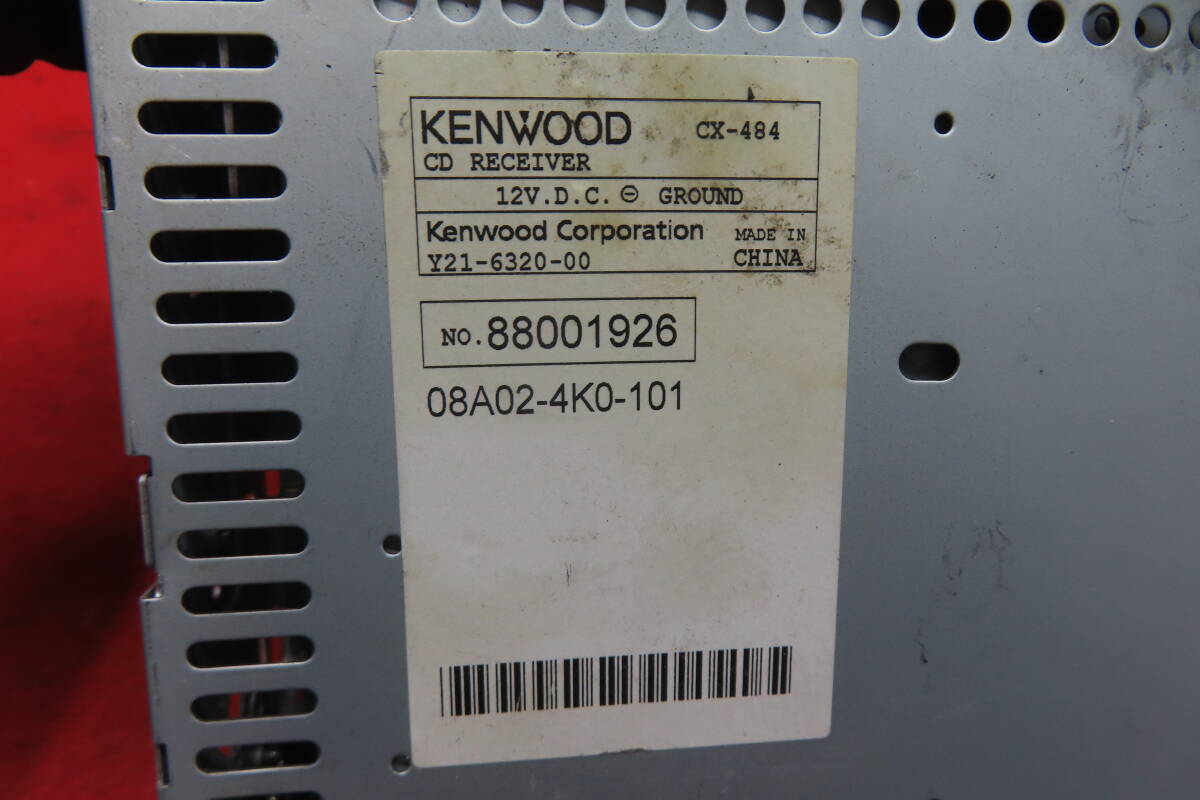 KENWOOD CX-484
CD RECEIVER
12V.D.C. ⊖ GROUND
Kenwood Corporation MADE IN
Y21-6320-00 CHINA
NO.88001926
08A02-4K0-101